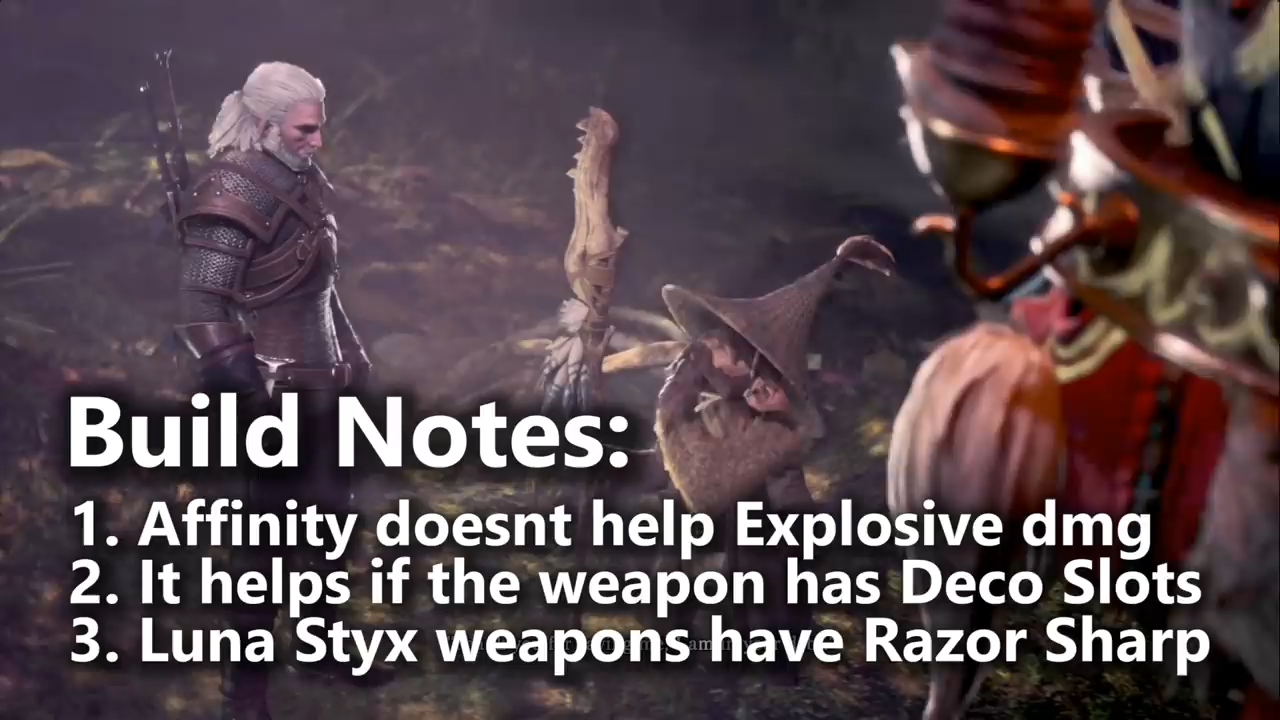 Build Notes:
1. Affinity doesnt help Explosive dmg
2. It helps if the weapon has Deco Slots
3. Luna Styx weapons have Razor Sharp